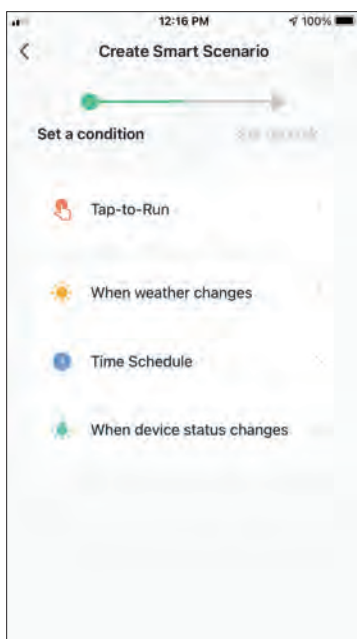 12:16 PM 100%
Create Smart Scenario
Set a condition
Tap-to-Run
When weather changes
Time Schedule
When device status changes